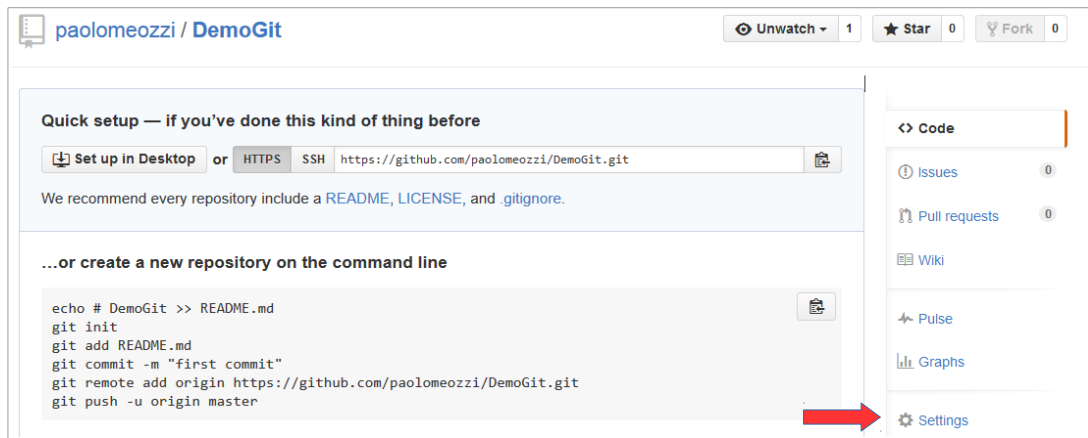 paolomeozzi / DemoGit
Unwatch 1 Star 0 Fork 0
Quick setup — if you've done this kind of thing before
Set up in Desktop or HTTPS SSH https://github.com/paolomeozzi/DemoGit.git
We recommend every repository include a README, LICENSE, and .gitignore.
…or create a new repository on the command line
echo # DemoGit >> README.md
git init
git add README.md
git commit -m "first commit"
git remote add origin https://github.com/paolomeozzi/DemoGit.git
git push -u origin master
<> Code
Issues 0
Pull requests 0
Wiki
Pulse
Graphs
Settings